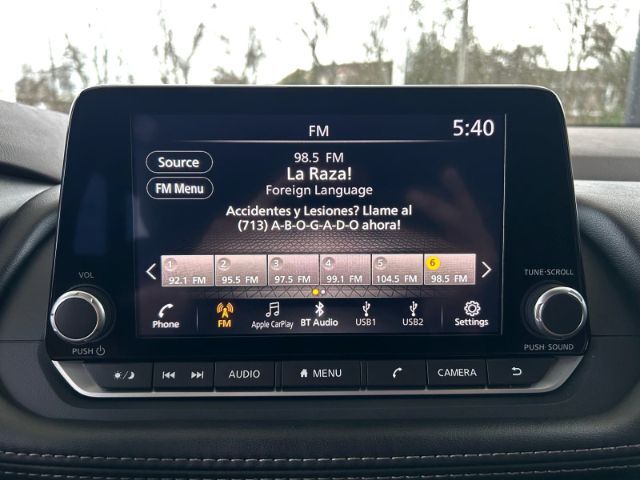 FM
5:40
Source
FM Menu
98.5 FM
La Raza!
Foreign Language
Accidentes y Lesiones? Llame al
(713) A-B-O-G-A-D-O ahora!
1 2 3 4 5 6
92.1 FM 95.5 FM 97.5 FM 99.1 FM 104.5 FM 98.5 FM
Phone FM Apple CarPlay BT Audio USB1 USB2 Settings
VOL
PUSH
TUNE·SCROLL
PUSH·SOUND
AUDIO MENU CAMERA